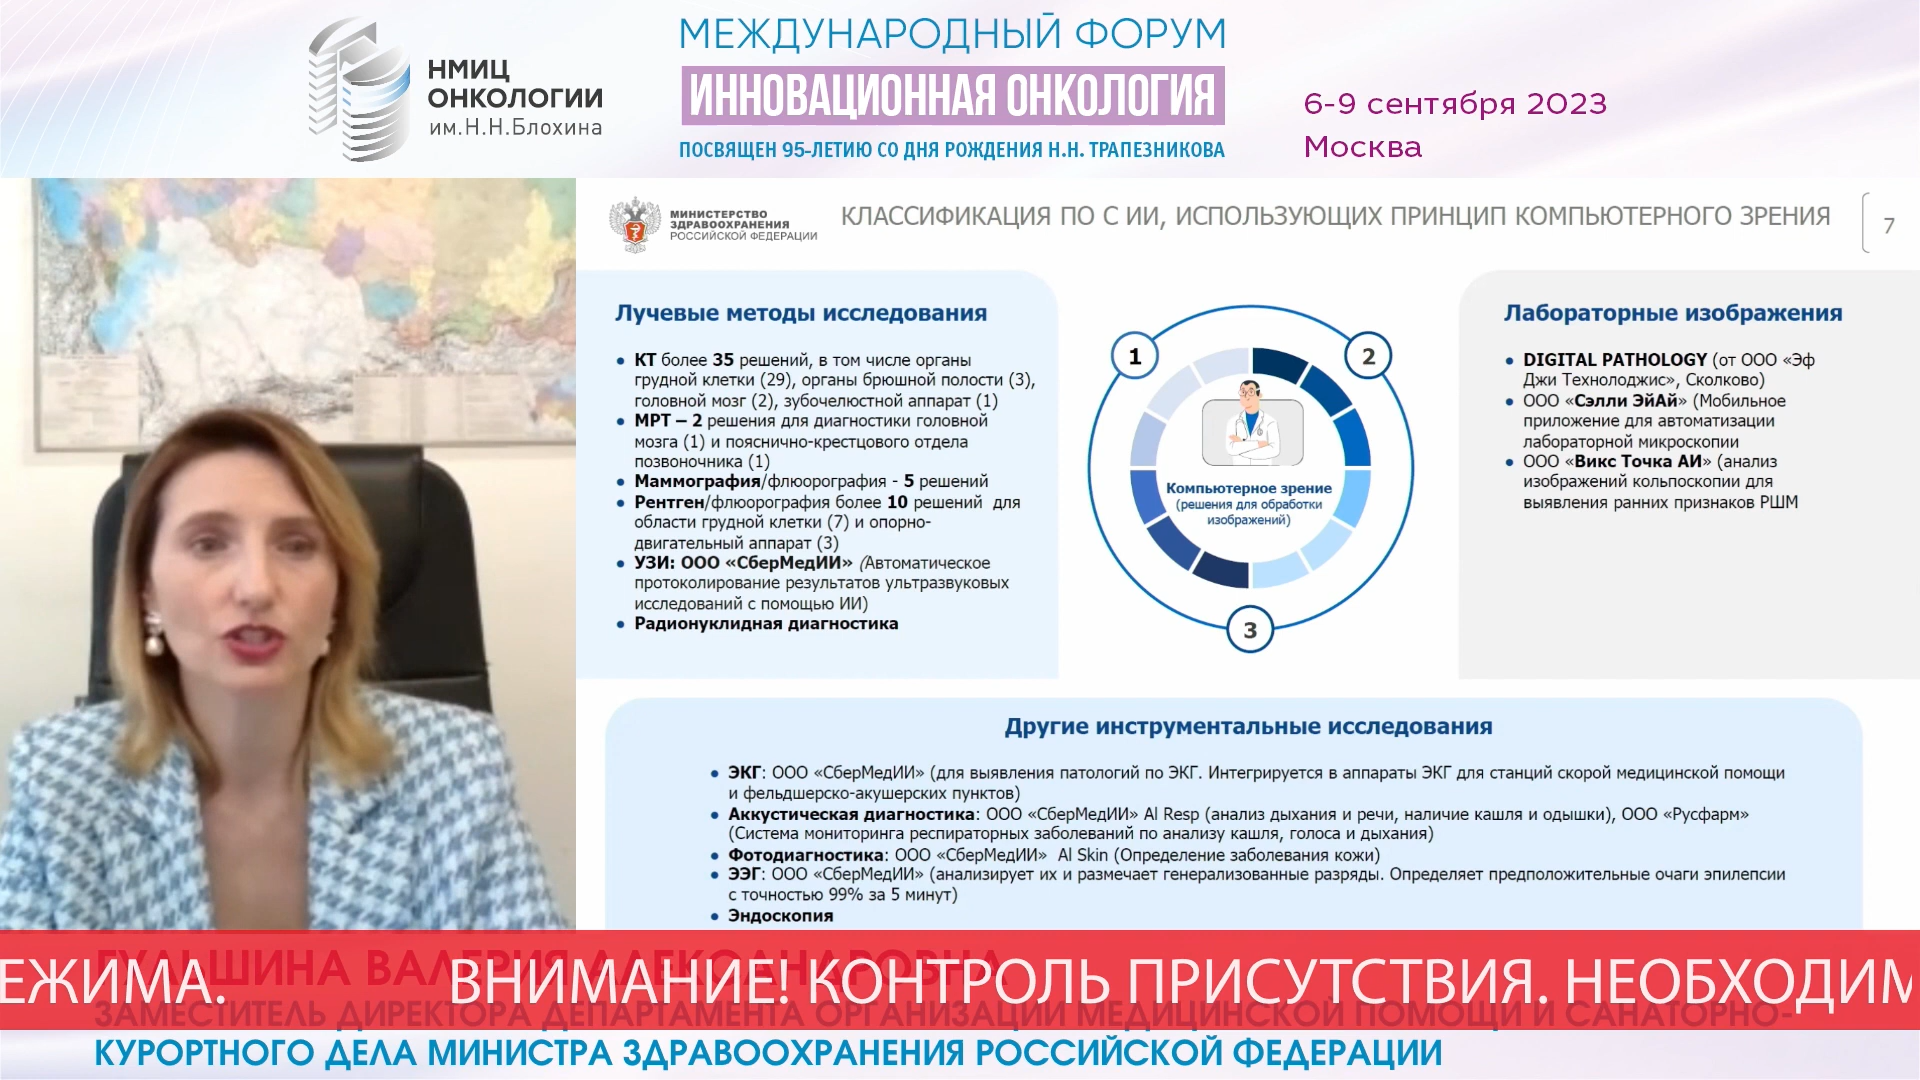 НМИЦ
ОНКОЛОГИИ
им.Н.Н.Блохина
МЕЖДУНАРОДНЫЙ ФОРУМ
ИННОВАЦИОННАЯ ОНКОЛОГИЯ
ПОСВЯЩЕН 95-ЛЕТИЮ СО ДНЯ РОЖДЕНИЯ Н.Н. ТРАПЕЗНИКОВА
6-9 сентября 2023
Москва
МИНИСТЕРСТВО
ЗДРАВООХРАНЕНИЯ
РОССИЙСКОЙ ФЕДЕРАЦИИ
КЛАССИФИКАЦИЯ ПО С ИИ, ИСПОЛЬЗУЮЩИХ ПРИНЦИП КОМПЬЮТЕРНОГО ЗРЕНИЯ
7
Лучевые методы исследования
• КТ более 35 решений, в том числе органы
грудной клетки (29), органы брюшной полости (3),
головной мозг (2), зубочелюстной аппарат (1)
• МРТ – 2 решения для диагностики головной
мозга (1) и пояснично-крестцового отдела
позвоночника (1)
• Маммография/флюорография - 5 решений
• Рентген/флюорография более 10 решений для
области грудной клетки (7) и опорно-
двигательный аппарат (3)
• УЗИ: ООО «СберМедИИ» (Автоматическое
протоколирование результатов ультразвуковых
исследований с помощью ИИ)
• Радионуклидная диагностика
1
2
Компьютерное зрение
(решения для обработки
изображений)
3
Лабораторные изображения
• DIGITAL PATHOLOGY (от ООО «Эф
Джи Технолоджис», Сколково)
• ООО «Сэлли ЭйАй» (Мобильное
приложение для автоматизации
лабораторной микроскопии
• ООО «Викс Точка АИ» (анализ
изображений кольпоскопии для
выявления ранних признаков РШМ
Другие инструментальные исследования
• ЭКГ: ООО «СберМедИИ» (для выявления патологий по ЭКГ. Интегрируется в аппараты ЭКГ для станций скорой медицинской помощи
и фельдшерско-акушерских пунктов)
• Аккустическая диагностика: ООО «СберМедИИ» AI Resp (анализ дыхания и речи, наличие кашля и одышки), ООО «Русфарм»
(Система мониторинга респираторных заболеваний по анализу кашля, голоса и дыхания)
• Фотодиагностика: ООО «СберМедИИ» AI Skin (Определение заболевания кожи)
• ЭЭГ: ООО «СберМедИИ» (анализирует их и размечает генерализованные разряды. Определяет предположительные очаги эпилепсии
с точностью 99% за 5 минут)
• Эндоскопия
ЕЖИМА. ВНИМАНИЕ! КОНТРОЛЬ ПРИСУТСТВИЯ. НЕОБХОДИМ
ЗАМЕСТИТЕЛЬ ДИРЕКТОРА ДЕПАРТАМЕНТА ОРГАНИЗАЦИИ МЕДИЦИНСКОЙ ПОМОЩИ И САНАТОРНО-
КУРОРТНОГО ДЕЛА МИНИСТРА ЗДРАВООХРАНЕНИЯ РОССИЙСКОЙ ФЕДЕРАЦИИ